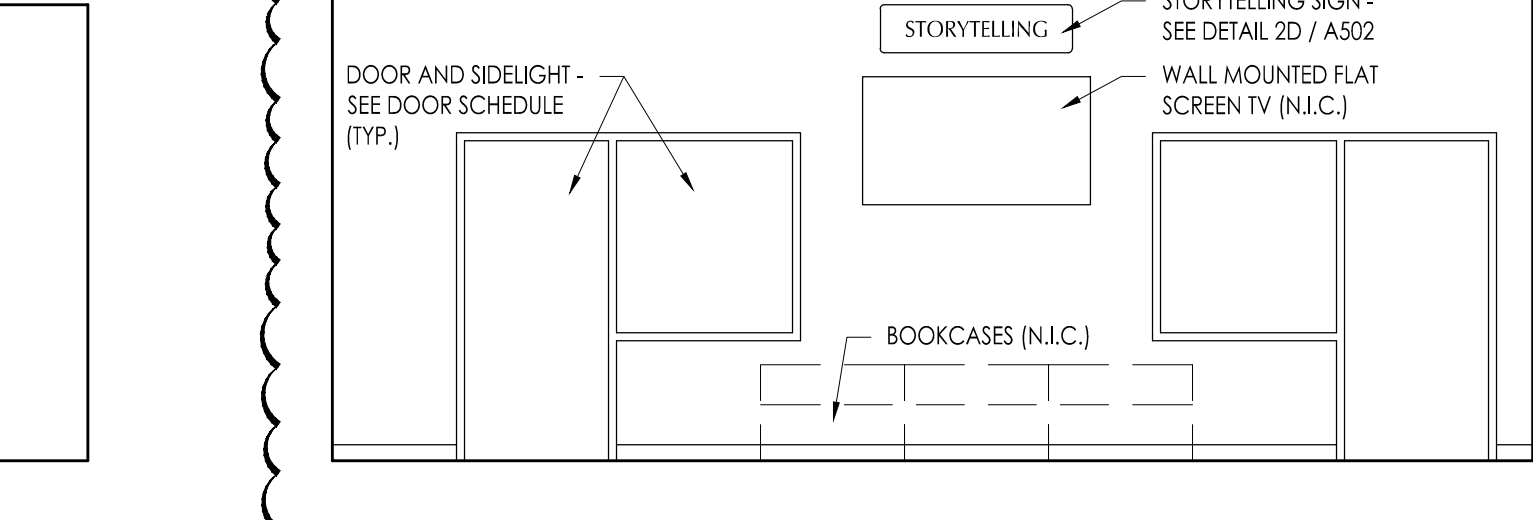 STORYTELLING SIGN -
SEE DETAIL 2D / A502
STORYTELLING
DOOR AND SIDELIGHT -
SEE DOOR SCHEDULE
(TYP.)
WALL MOUNTED FLAT
SCREEN TV (N.I.C.)
BOOKCASES (N.I.C.)